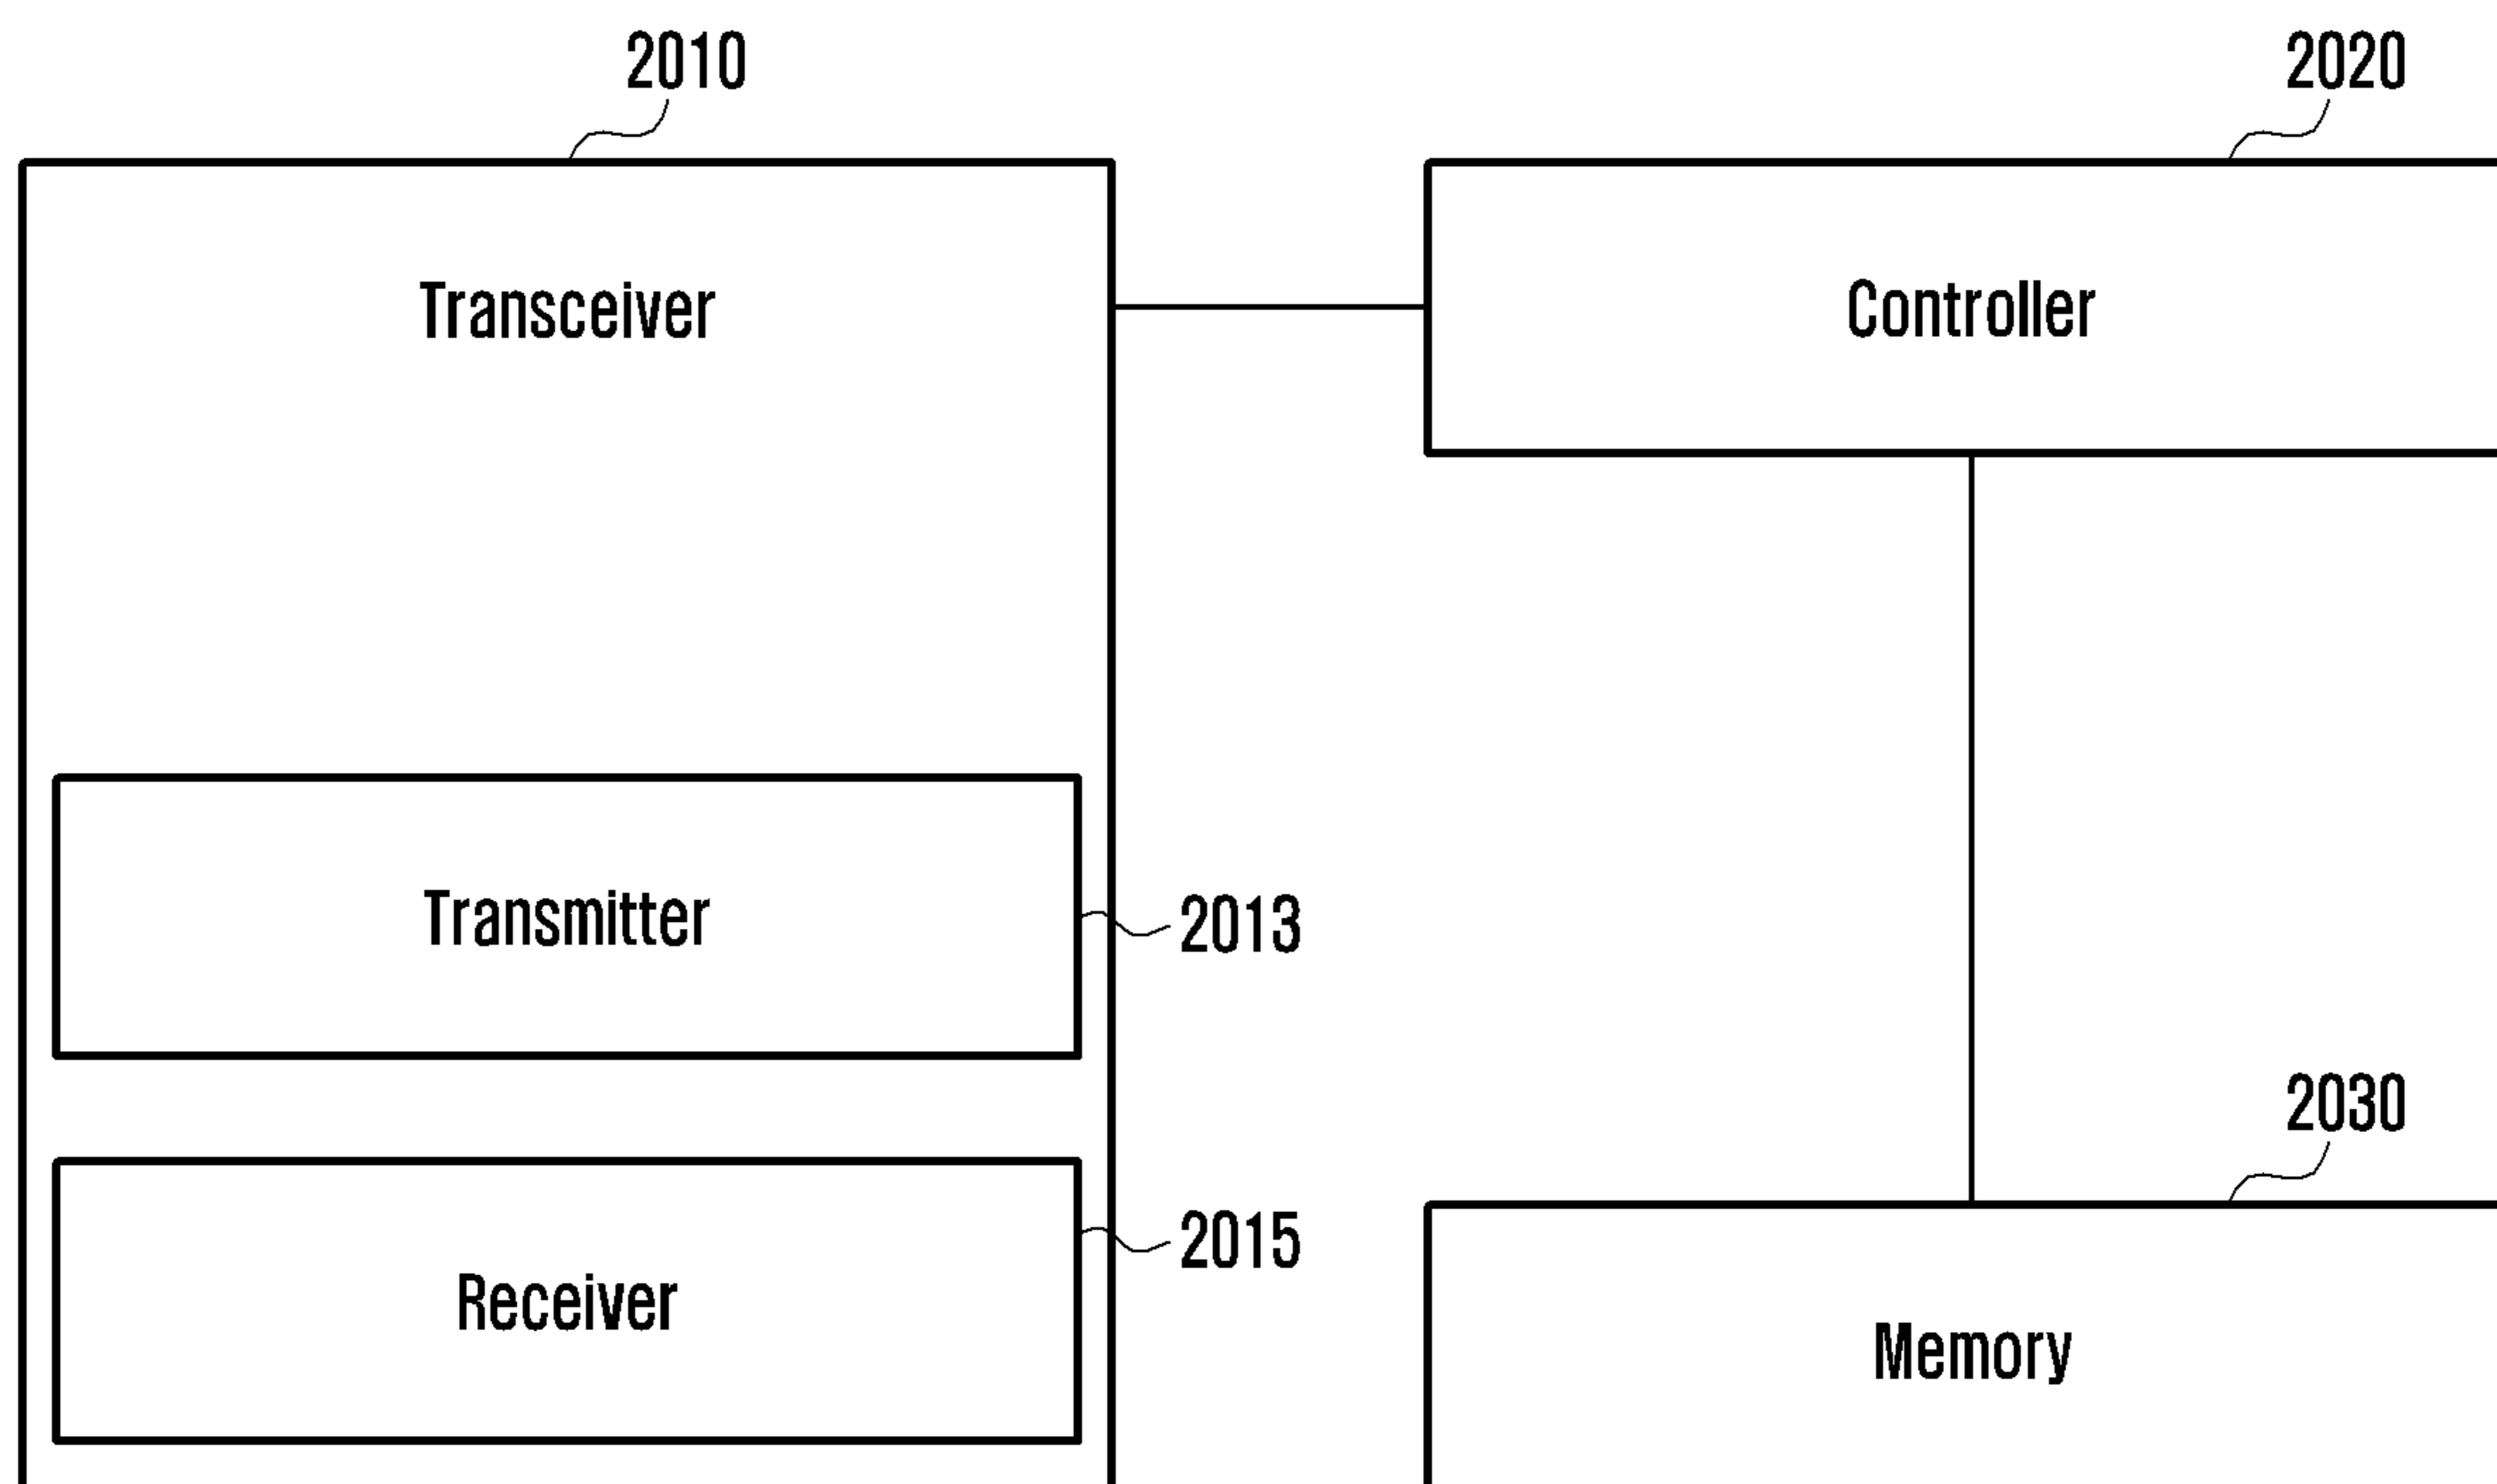 2010
2020
Transceiver
Controller
Transmitter
2013
2030
2015
Receiver
Memory